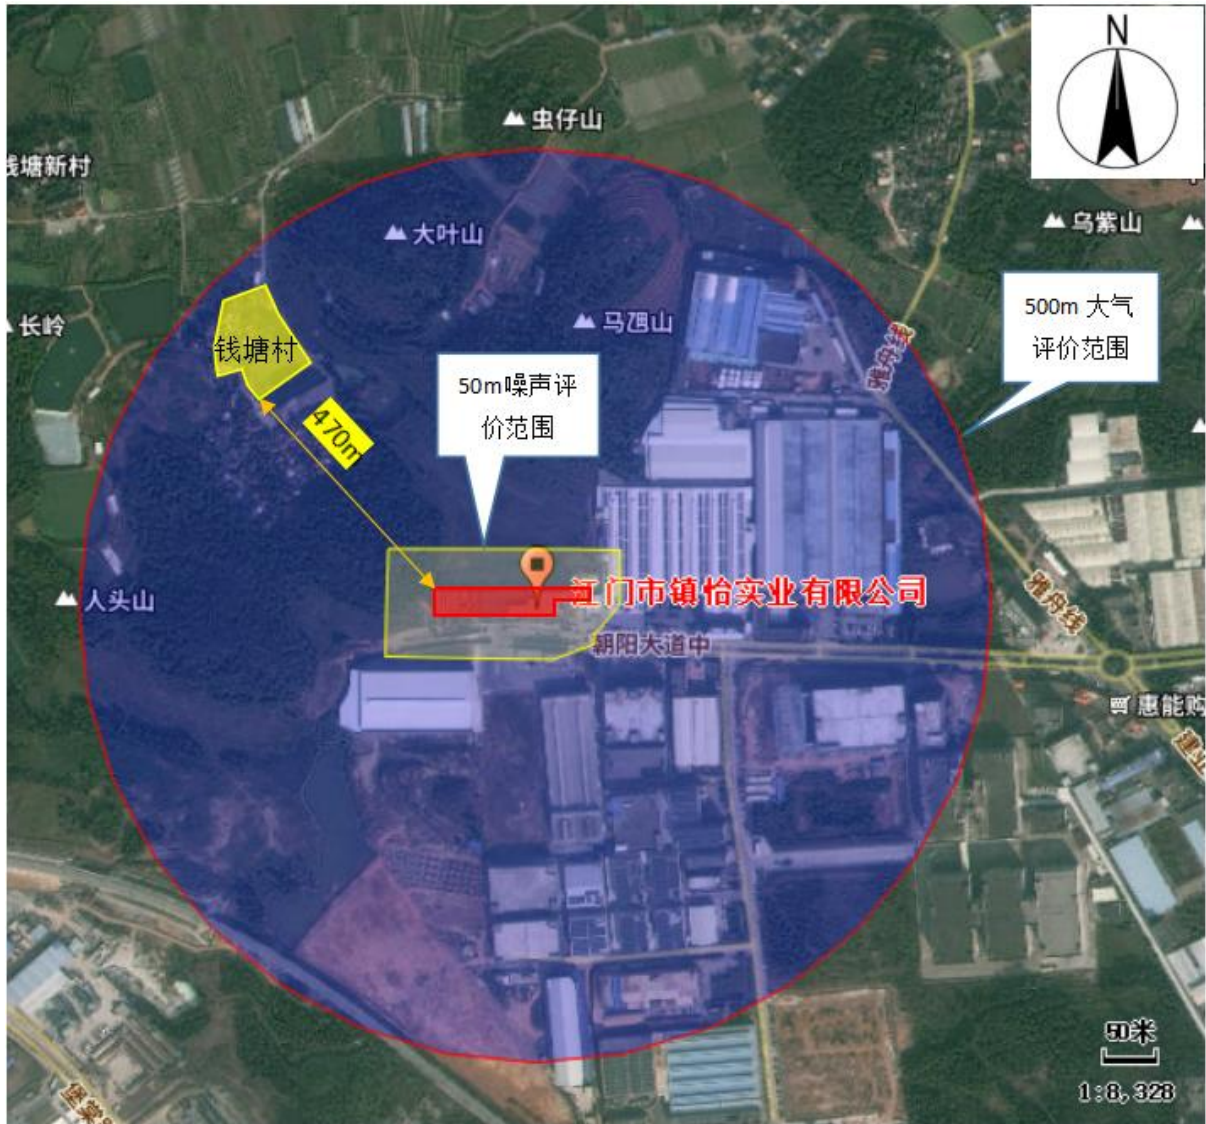 N
虫仔山
钱塘新村
大叶山
乌紫山
500m 大气
评价范围
长岭
马乪山
钱塘村
雅舟线
50m噪声评
价范围
470m
江门市镇怡实业有限公司
人头山
雅舟线
朝阳大道中
惠能购
50米
1:8,328